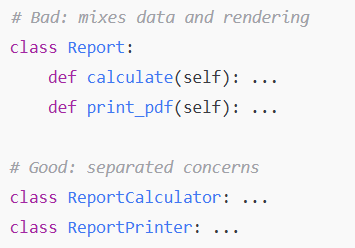 # Bad: mixes data and rendering
class Report:
    def calculate(self): ...
    def print_pdf(self): ...

# Good: separated concerns
class ReportCalculator: ...
class ReportPrinter: ...